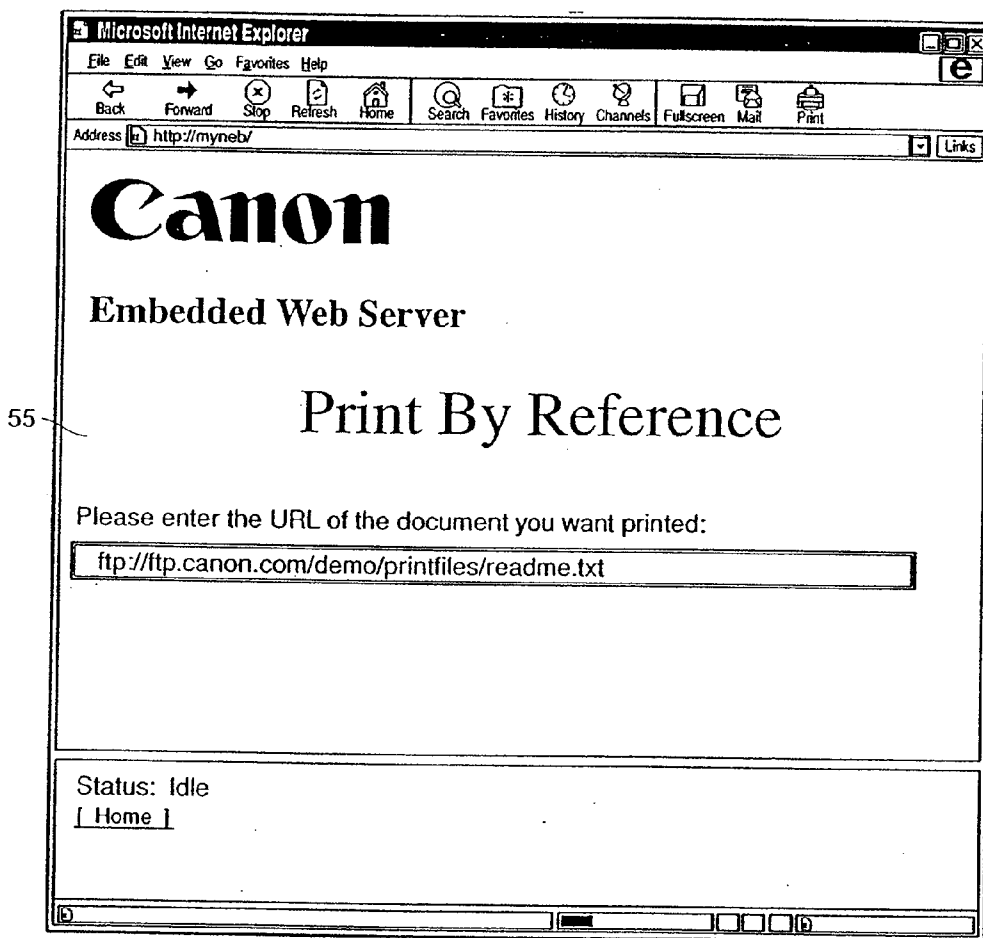 Microsoft Internet Explorer
File Edit View Go Favorites Help
Back Forward Stop Refresh Home Search Favorites History Channels Fullscreen Mail Print
Address http://myneb/ Links
Canon
Embedded Web Server
Print By Reference
55
Please enter the URL of the document you want printed:
ftp://ftp.canon.com/demo/printfiles/readme.txt
Status: Idle
[ Home ]